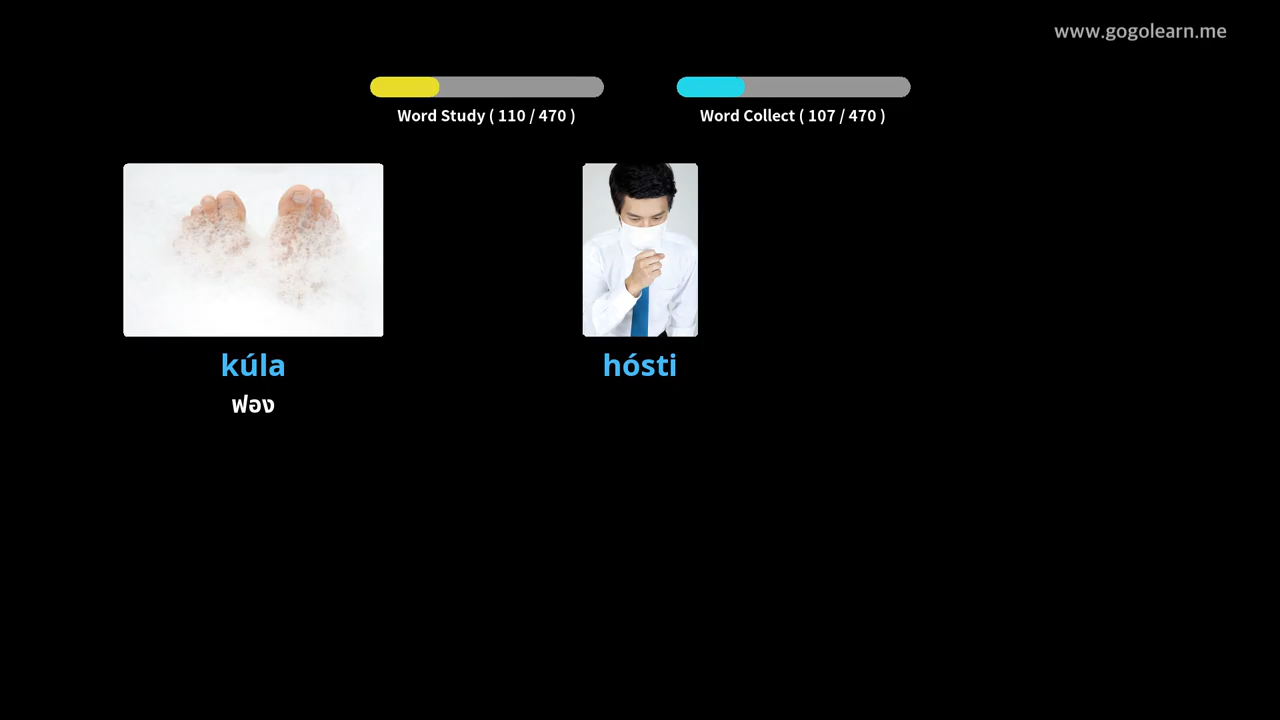 www.gogolearn.me
Word Study ( 110 / 470 )
Word Collect ( 107 / 470 )
kúla
hósti
ฟอง